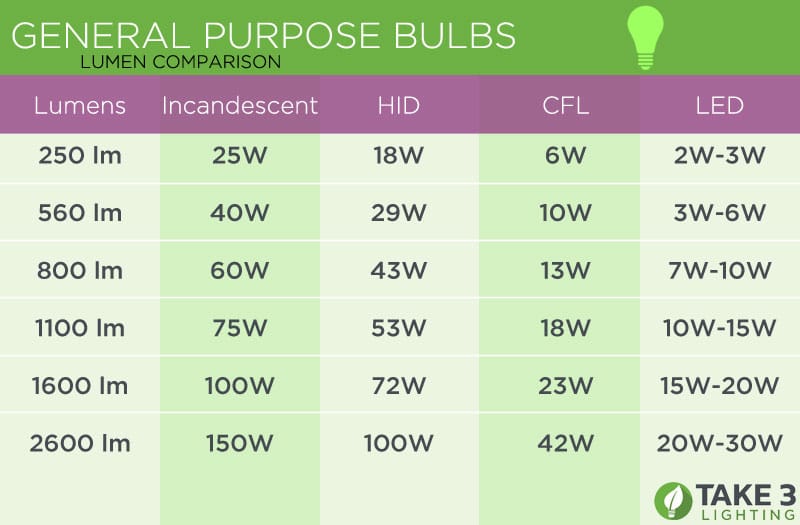 GENERAL PURPOSE BULBS
LUMEN COMPARISON
Lumens Incandescent HID CFL LED
250 lm 25W 18W 6W 2W-3W
560 lm 40W 29W 10W 3W-6W
800 lm 60W 43W 13W 7W-10W
1100 lm 75W 53W 18W 10W-15W
1600 lm 100W 72W 23W 15W-20W
2600 lm 150W 100W 42W 20W-30W
TAKE 3
LIGHTING